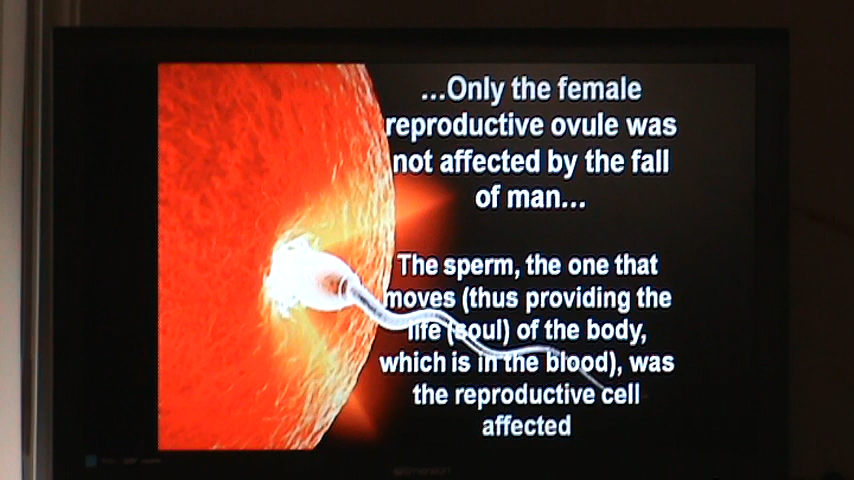 ...Only the female
reproductive ovule was
not affected by the fall
of man...
The sperm, the one that
moves (thus providing the
life (soul) of the body,
which is in the blood), was
the reproductive cell
affected